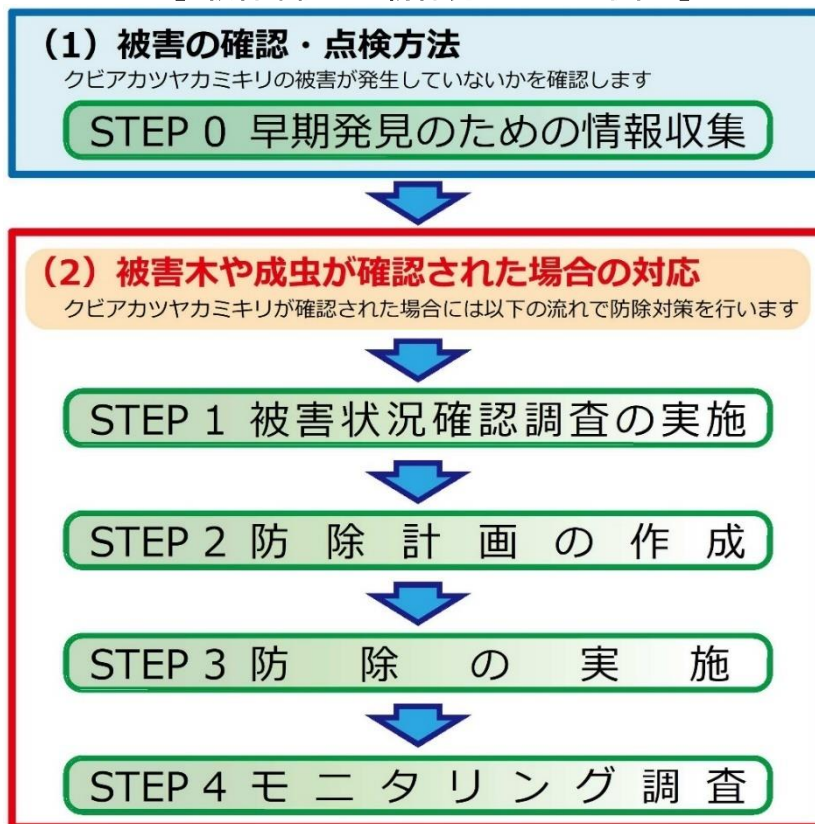 （1）被害の確認・点検方法
クビアカツヤカミキリの被害が発生していないかを確認します
STEP 0 早期発見のための情報収集
（2）被害木や成虫が確認された場合の対応
クビアカツヤカミキリが確認された場合には以下の流れで防除対策を行います
STEP 1 被害状況確認調査の実施
STEP 2 防除計画の作成
STEP 3 防除の実施
STEP 4 モニタリング調査